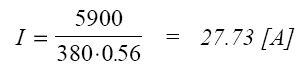 I = 5900 / 380·0.56 = 27.73 [A]